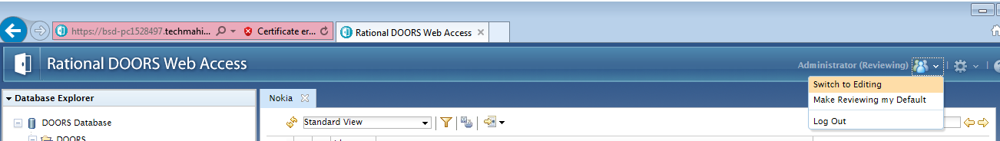 https://bsd-pc1528497.techmahi...
Certificate er...
Rational DOORS Web Access
Rational DOORS Web Access
Administrator (Reviewing)
Switch to Editing
Make Reviewing my Default
Log Out
Database Explorer
Nokia
DOORS Database
Standard View
DOORS